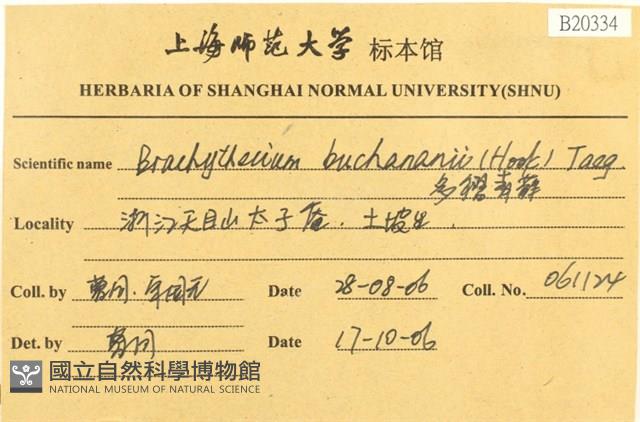 B20334
上海师范大学 标本馆
HERBARIA OF SHANGHAI NORMAL UNIVERSITY(SHNU)
Scientific name Brachythecium buchananii (Hook) Jaeg.
多褶青藓
Locality 浙江天目山太子庵.土坡生.
Coll. by Date 28-08-06 Coll. No. 061124
Det. by Date 17-10-06
國立自然科學博物館
NATIONAL MUSEUM OF NATURAL SCIENCE